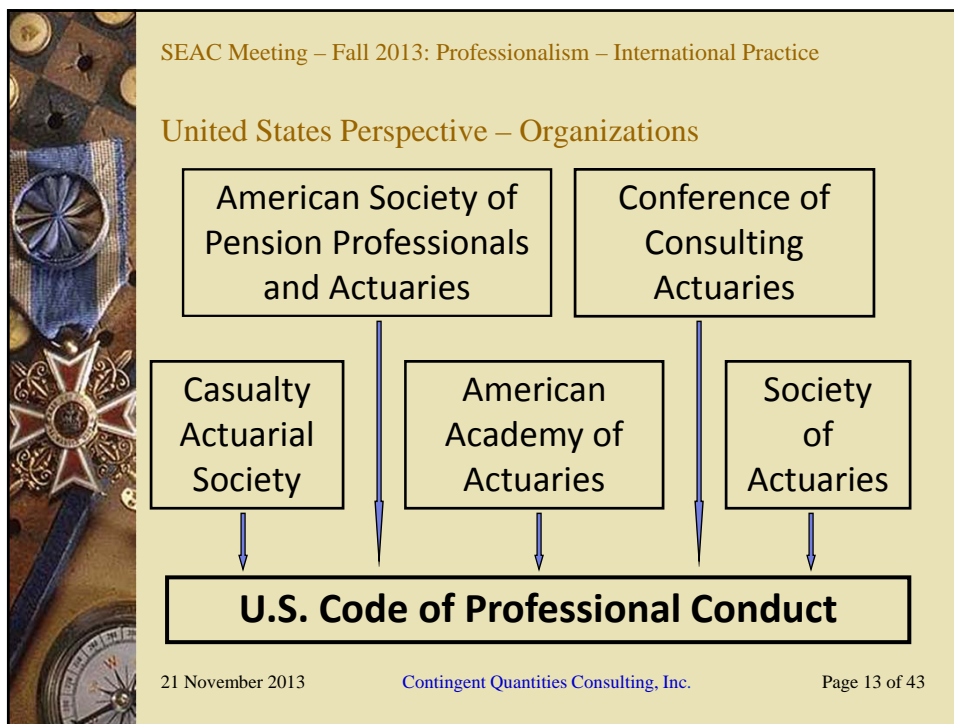 SEAC Meeting – Fall 2013: Professionalism – International Practice
United States Perspective – Organizations
American Society of
Pension Professionals
and Actuaries
Conference of
Consulting
Actuaries
Casualty
Actuarial
Society
American
Academy of
Actuaries
Society
of
Actuaries
U.S. Code of Professional Conduct
21 November 2013
Contingent Quantities Consulting, Inc.
Page 13 of 43